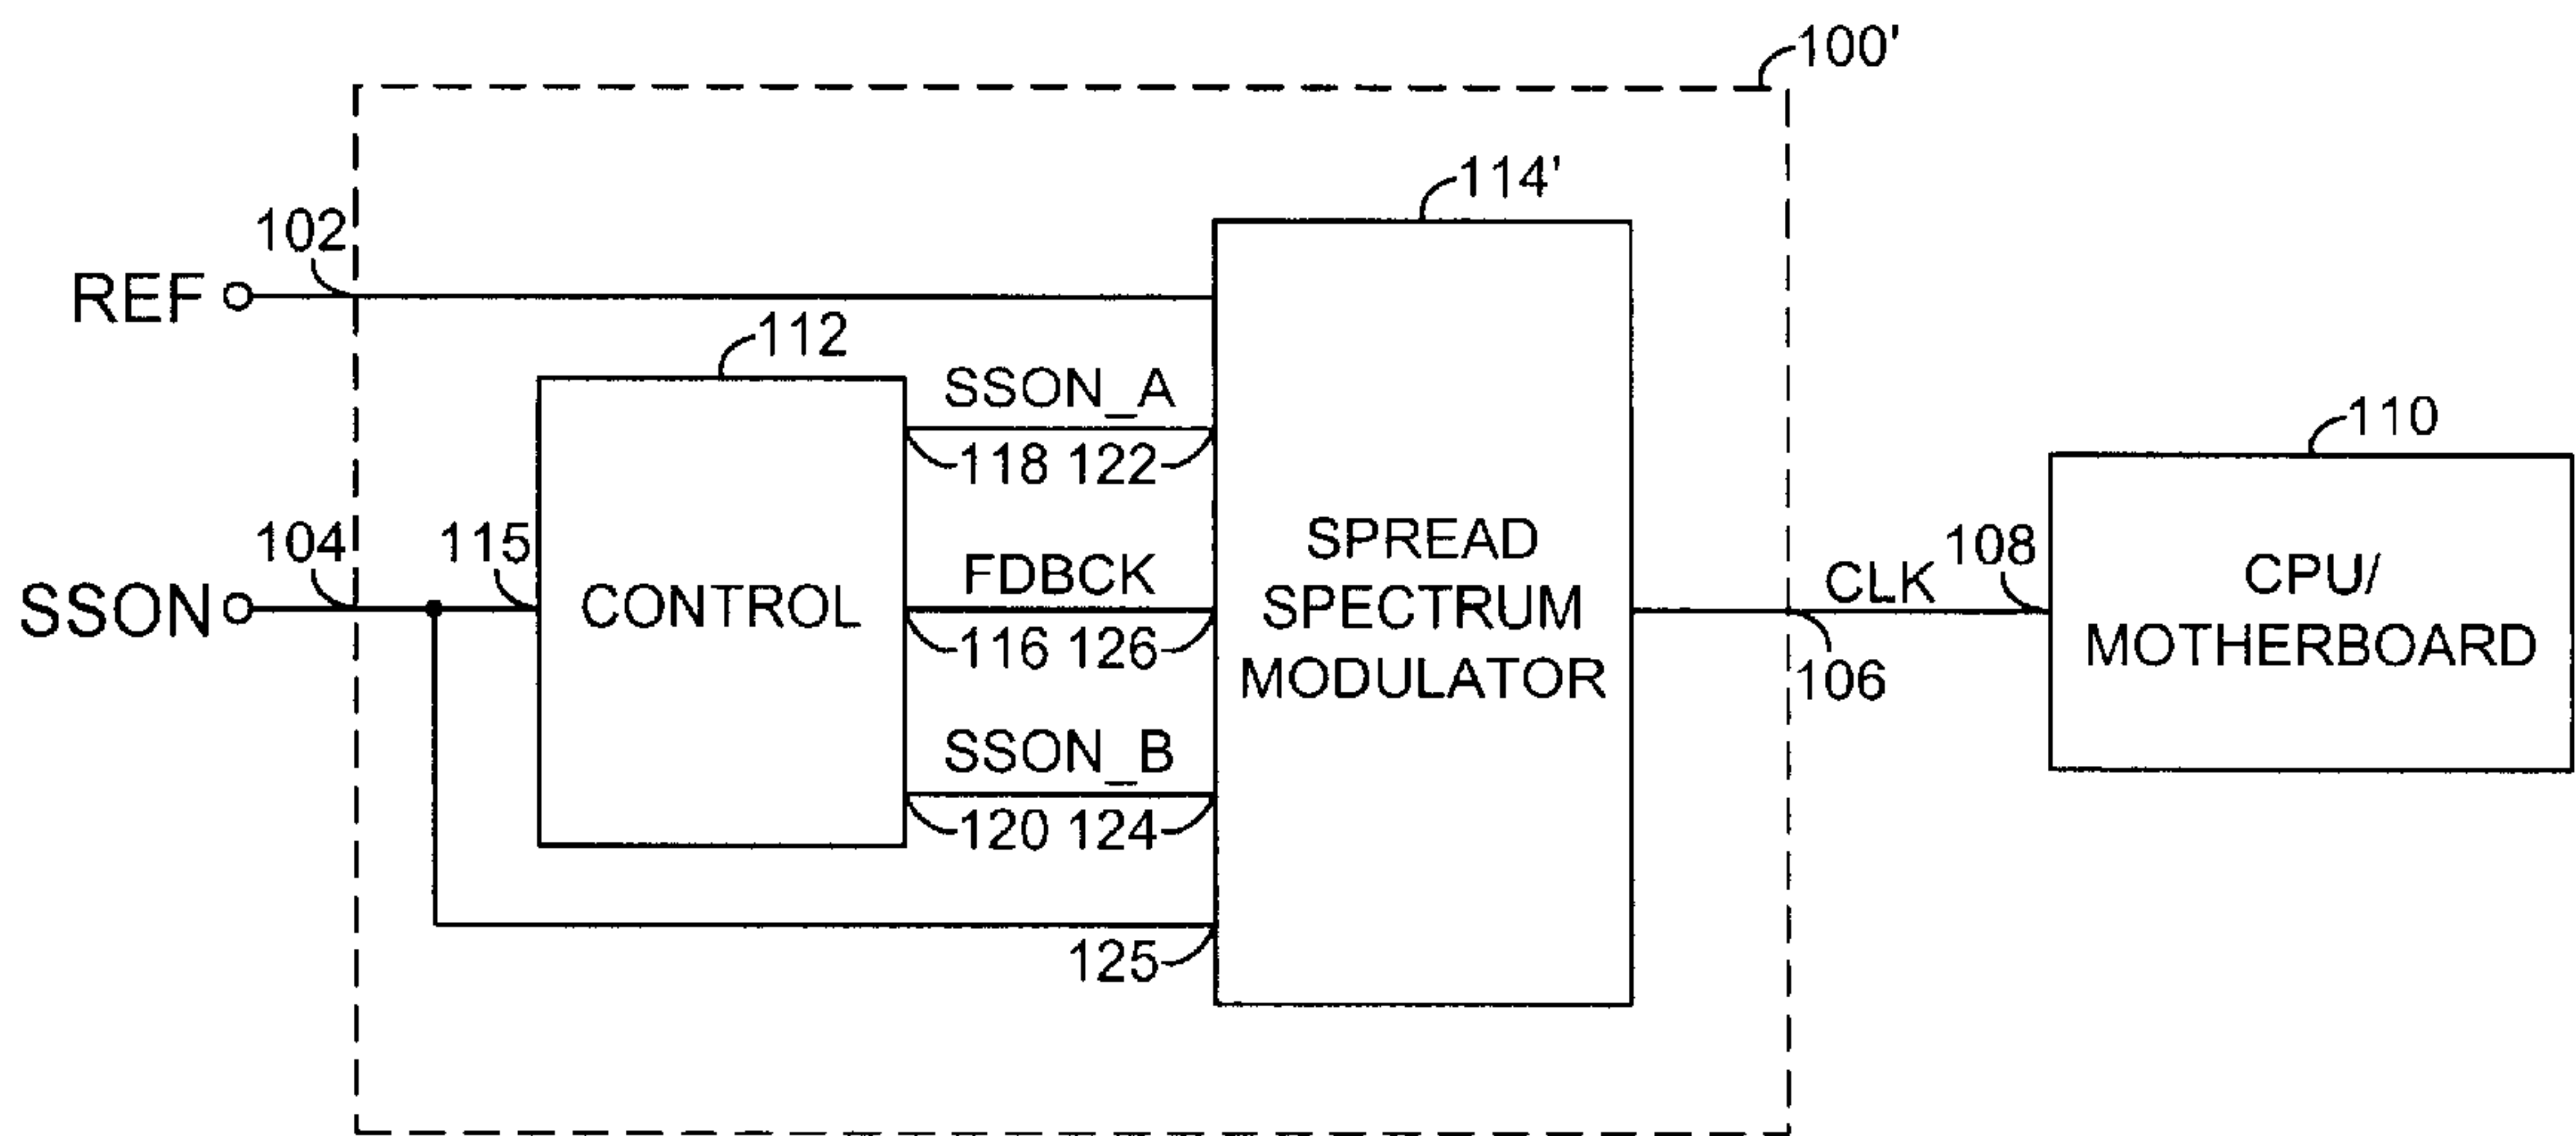 100'
114'
102
REF
112
SSON_A
118 122
110
104
115
SSON
CONTROL
FDBCK
116 126
SPREAD
SPECTRUM
MODULATOR
CLK
108
106
CPU/
MOTHERBOARD
SSON_B
120 124
125